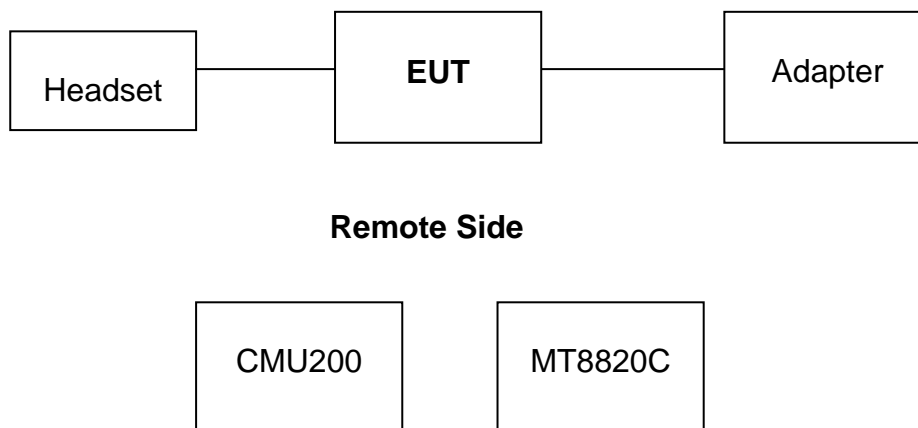 Headset
EUT
Adapter
Remote Side
CMU200
MT8820C